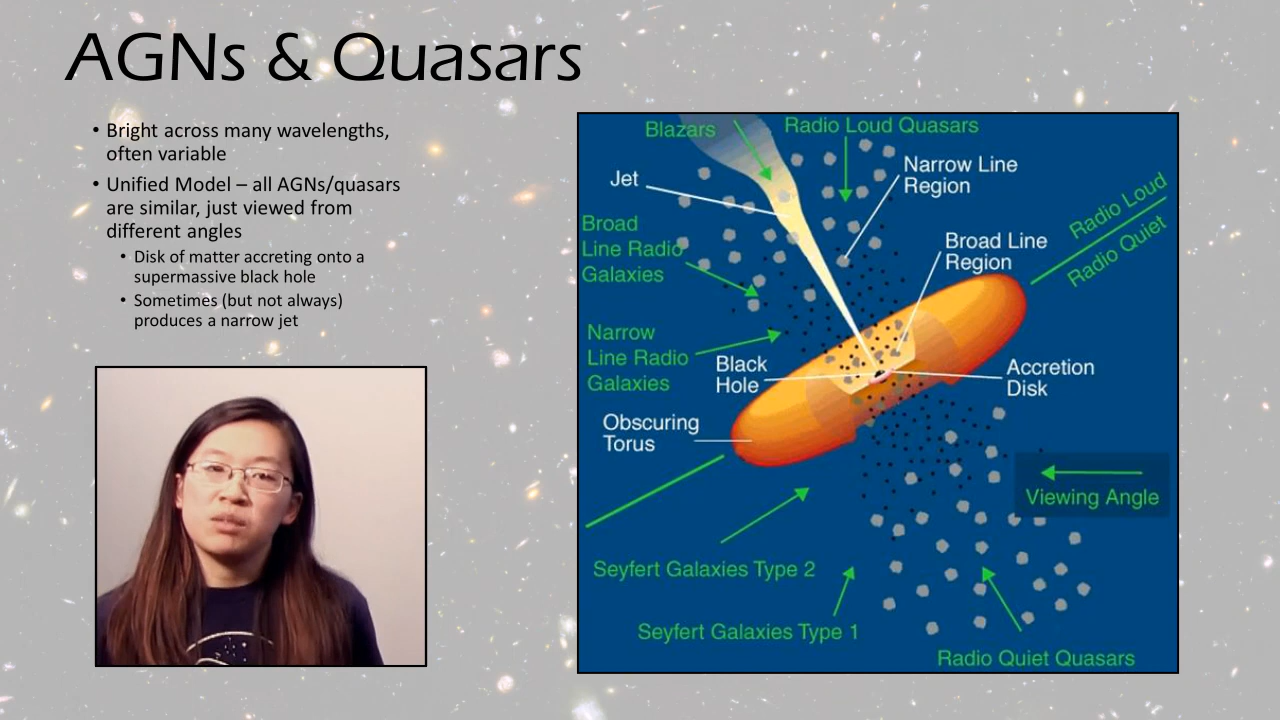 AGNs & Quasars
• Bright across many wavelengths,
often variable
• Unified Model – all AGNs/quasars
are similar, just viewed from
different angles
• Disk of matter accreting onto a
supermassive black hole
• Sometimes (but not always)
produces a narrow jet
Blazars
Radio Loud Quasars
Jet
Narrow Line
Region
Radio Loud
Radio Quiet
Broad
Line Radio
Galaxies
Broad Line
Region
Narrow
Line Radio
Galaxies
Black
Hole
Accretion
Disk
Obscuring
Torus
Viewing Angle
Seyfert Galaxies Type 2
Seyfert Galaxies Type 1
Radio Quiet Quasars